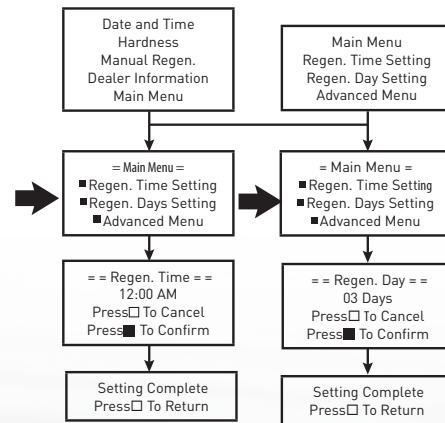 Date and Time
Hardness
Manual Regen.
Dealer Information
Main Menu
Main Menu
Regen. Time Setting
Regen. Day Setting
Advanced Menu
= Main Menu =
■Regen. Time Setting
■Regen. Days Setting
■Advanced Menu
= Main Menu =
■Regen. Time Setting
■Regen. Days Setting
■Advanced Menu
= = Regen. Time = =
12:00 AM
Press□ To Cancel
Press■ To Confirm
= = Regen. Day = =
03 Days
Press□ To Cancel
Press■ To Confirm
Setting Complete
Press□ To Return
Setting Complete
Press□ To Return